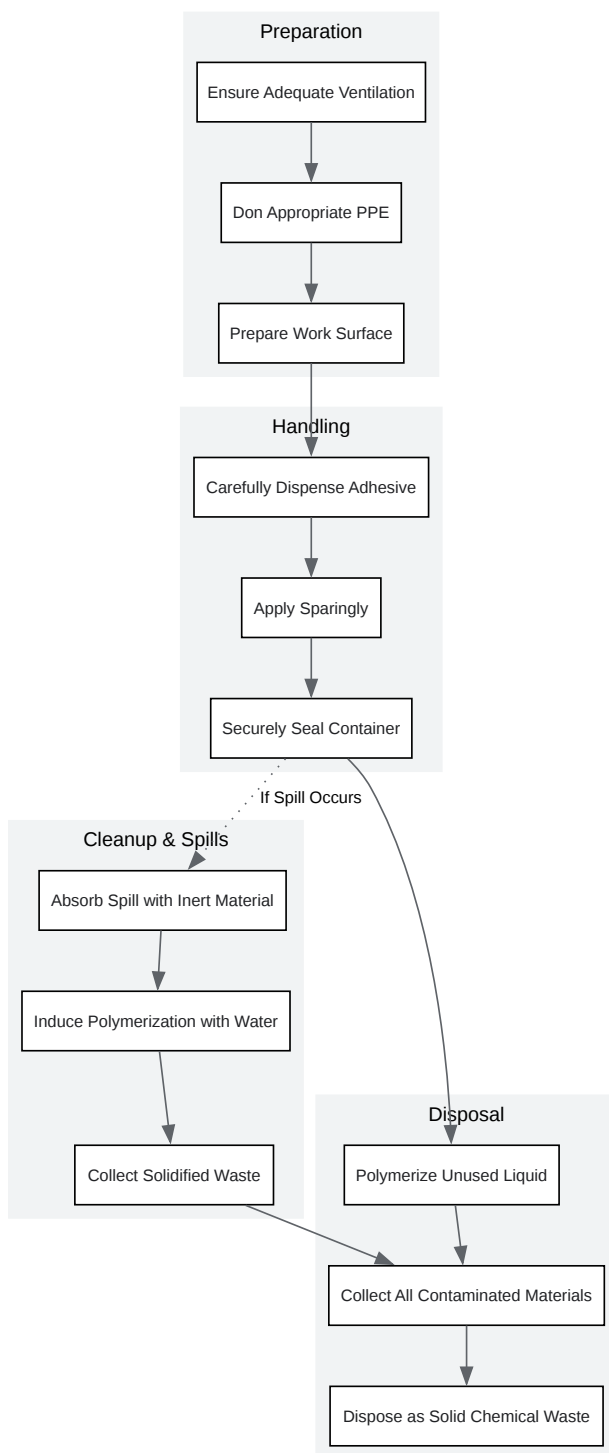 Preparation
Ensure Adequate Ventilation
Don Appropriate PPE
Prepare Work Surface
Handling
Carefully Dispense Adhesive
Apply Sparingly
Securely Seal Container
If Spill Occurs
Cleanup & Spills
Absorb Spill with Inert Material
Induce Polymerization with Water
Collect Solidified Waste
Disposal
Polymerize Unused Liquid
Collect All Contaminated Materials
Dispose as Solid Chemical Waste